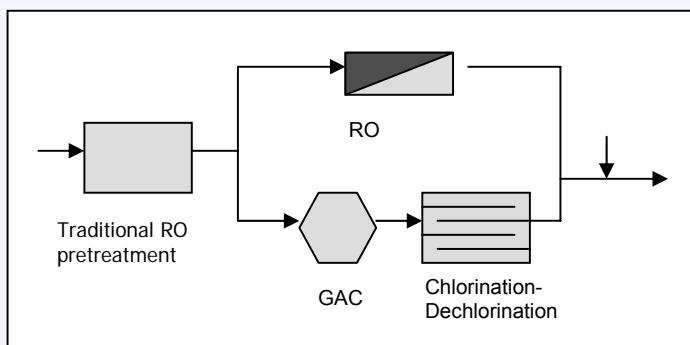 RO
Traditional RO
pretreatment
GAC
Chlorination-
Dechlorination